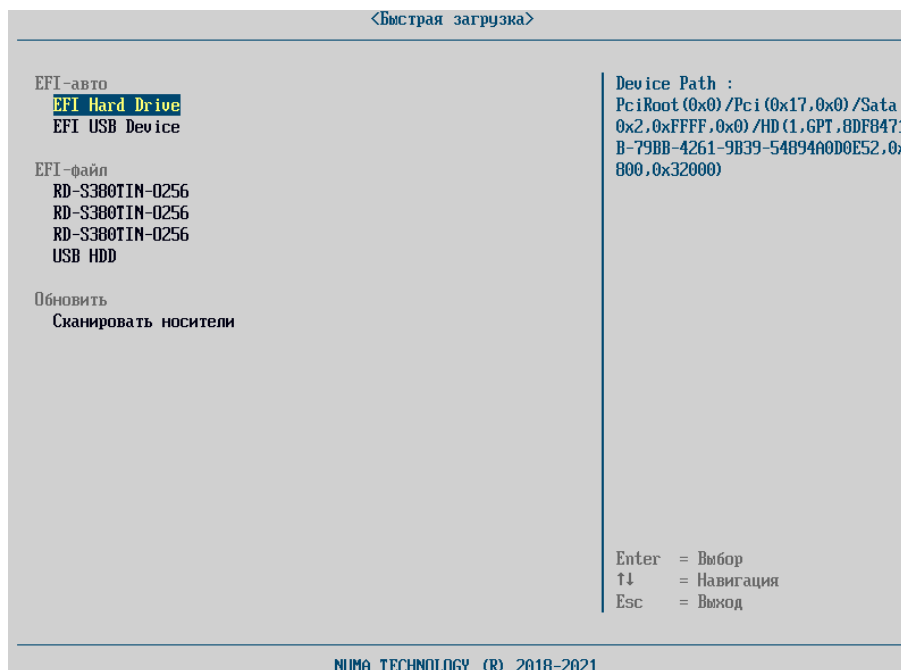 <Быстрая загрузка>
EFI-авто
EFI Hard Drive
EFI USB Device
EFI-файл
RD-S380TIN-0256
RD-S380TIN-0256
RD-S380TIN-0256
USB HDD
Обновить
Сканировать носители
Device Path :
PciRoot(0x0)/Pci(0x17,0x0)/Sata
0x2,0xFFFF,0x0)/HD(1,GPT,8DF8471
B-79BB-4261-9B39-54894A0D0E52,0x
800,0x32000)
Enter = Выбор
↑↓ = Навигация
Esc = Выход
NUMA TECHNOLOGY (R) 2018-2021